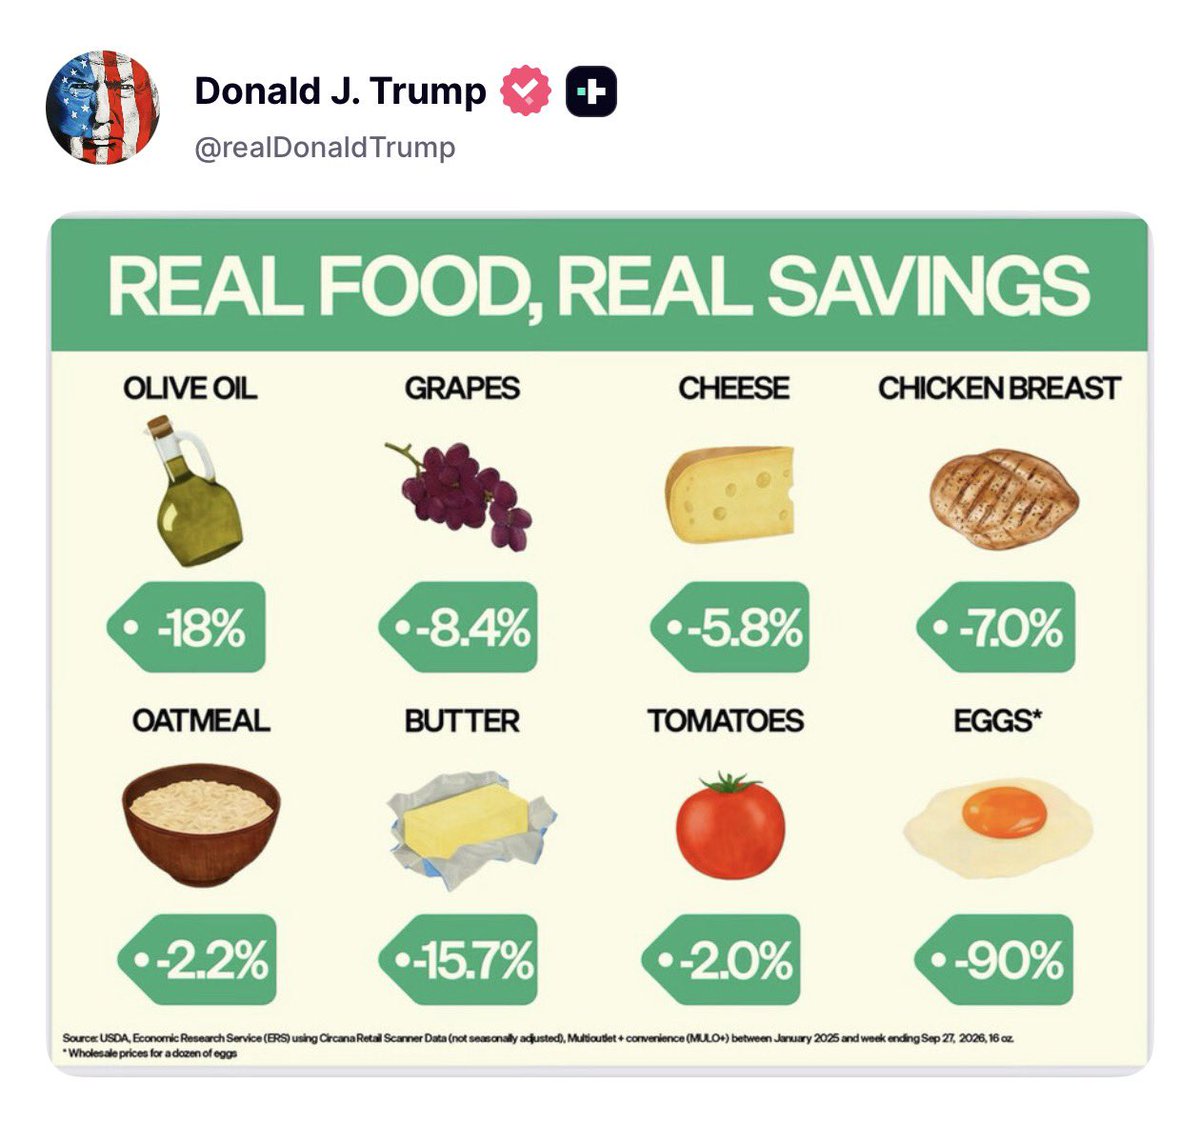 Donald J. Trump
@realDonaldTrump
REAL FOOD, REAL SAVINGS
OLIVE OIL
GRAPES
CHEESE
CHICKEN BREAST
-18%
-8.4%
-5.8%
-7.0%
OATMEAL
BUTTER
TOMATOES
EGGS*
-2.2%
-15.7%
-2.0%
-90%
Source: USDA, Economic Research Service (ERS) using Circana Retail Scanner Data (not seasonally adjusted), Multioutlet + convenience (MULO+) between January 2025 and week ending Sep 27, 2026, 16 oz.
* Wholesale prices for a dozen of eggs